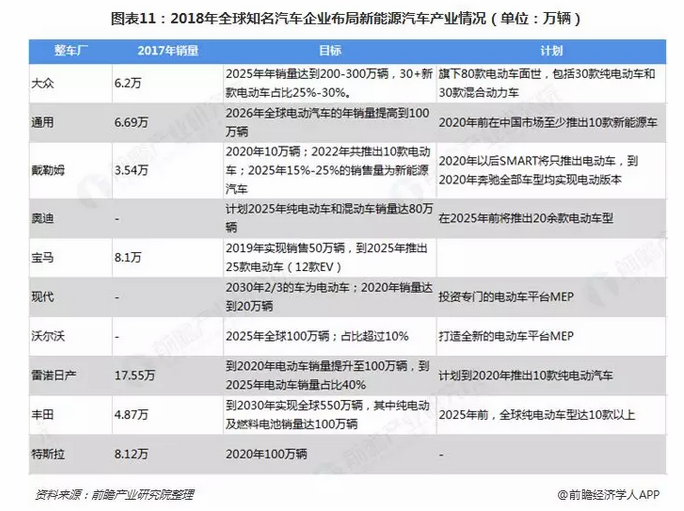 图表11：2018年全球知名汽车企业布局新能源汽车产业情况（单位：万辆）
整车厂 2017年销量 目标 计划
大众 6.2万 2025年年销量达到200-300万辆，30+新款电动车占比25%-30%。 旗下80款电动车面世，包括30款纯电动车和30款混合动力车
通用 6.69万 2026年全球电动汽车的年销量提高到100万辆 2020年前在中国市场至少推出10款新能源车
戴勒姆 3.54万 2020年10万辆；2022年共推出10款电动车；2025年15%-25%的销售量为新能源汽车 2020年以后SMART将只推出电动车，到2020年奔驰全部车型均实现电动版本
奥迪 - 计划2025年纯电动车和混动车销量达80万辆 在2025年前将推出20余款电动车型
宝马 8.1万 2019年实现销售50万辆，到2025年推出25款电动车（12款EV）
现代 - 2030年2/3的车为电动车；2020年销量达到20万辆 投资专门的电动车平台MEP
沃尔沃 - 2025年全球100万辆；占比超过10% 打造全新的电动车平台MEP
雷诺日产 17.55万 到2020年电动车销量提升至100万辆，到2025年电动车销量占比40% 计划到2020年推出10款纯电动汽车
丰田 4.87万 到2030年实现全球550万辆，其中纯电动及燃料电池销量达100万辆 2025年前，全球纯电动车型达10款以上
特斯拉 8.12万 2020年100万辆 -
资料来源：前瞻产业研究院整理
@前瞻经济学人APP
前瞻产业研究院